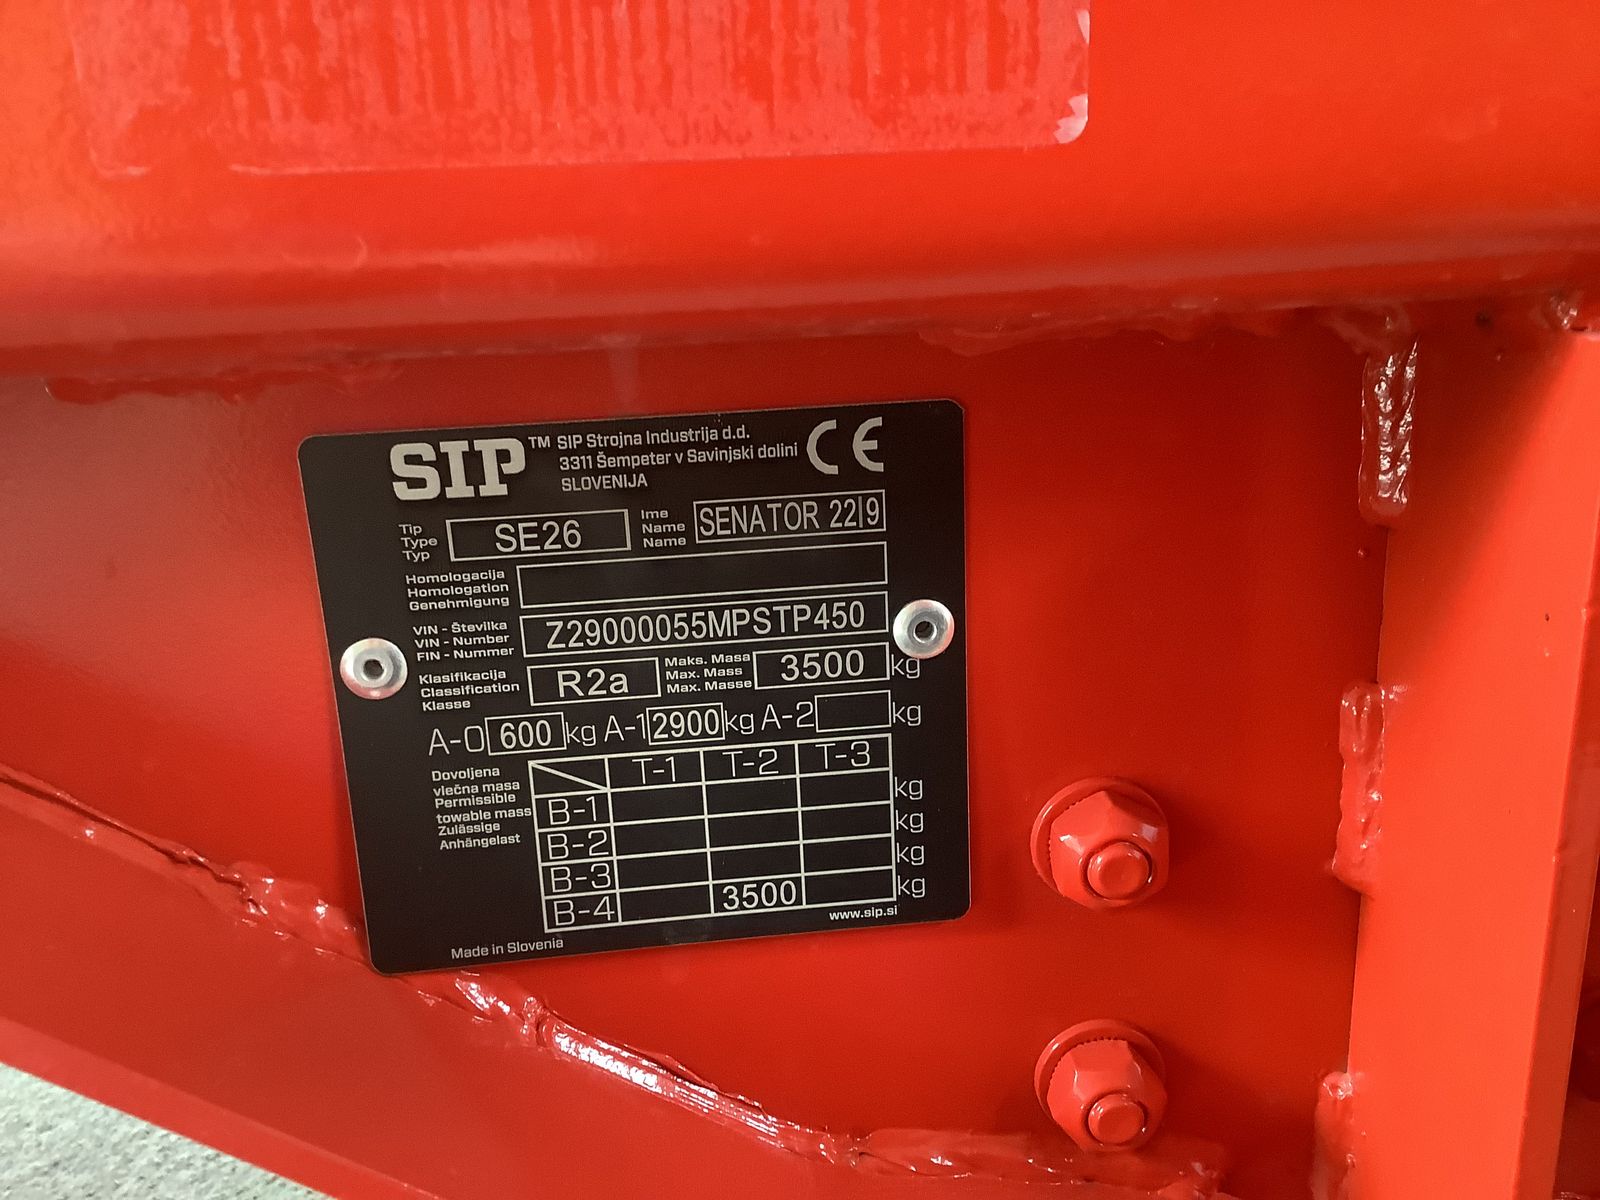 SIP™ SIP Strojna Industrija d.d.
3311 Šempeter v Savinjski dolini
SLOVENIJA
CE
Tip
Type
Typ
SE26
Ime
Name
Name
SENATOR 22|9
Homologacija
Homologation
Genehmigung
VIN - Številka
VIN - Number
FIN - Nummer
Z29000055MPSTP450
Klasifikacija
Classification
Klasse
R2a
Maks. Masa
Max. Mass
Max. Masse
3500 kg
A-0 600 kg A-1 2900 kg A-2 kg
Dovoljena
vlečna masa
Permissible
towable mass
Zulässige
Anhängelast
T-1 T-2 T-3
B-1 kg
B-2 kg
B-3 kg
B-4 3500 kg
www.sip.si
Made in Slovenia